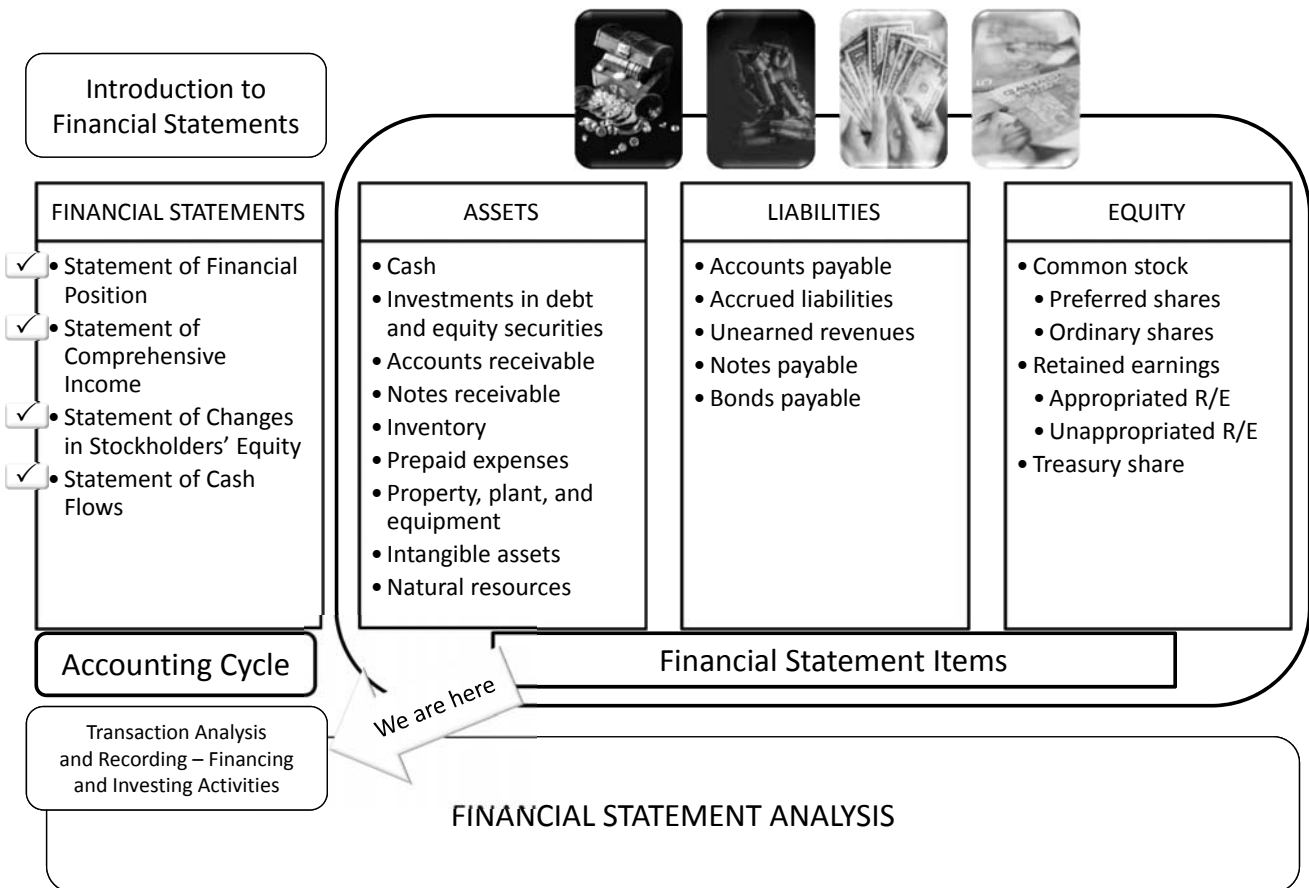 Introduction to
Financial Statements
FINANCIAL STATEMENTS
✓ • Statement of Financial
Position
✓ • Statement of
Comprehensive
Income
✓ • Statement of Changes
in Stockholders’ Equity
✓ • Statement of Cash
Flows
ASSETS
• Cash
• Investments in debt
and equity securities
• Accounts receivable
• Notes receivable
• Inventory
• Prepaid expenses
• Property, plant, and
equipment
• Intangible assets
• Natural resources
LIABILITIES
• Accounts payable
• Accrued liabilities
• Unearned revenues
• Notes payable
• Bonds payable
EQUITY
• Common stock
• Preferred shares
• Ordinary shares
• Retained earnings
• Appropriated R/E
• Unappropriated R/E
• Treasury share
Accounting Cycle
Financial Statement Items
We are here
Transaction Analysis
and Recording – Financing
and Investing Activities
FINANCIAL STATEMENT ANALYSIS